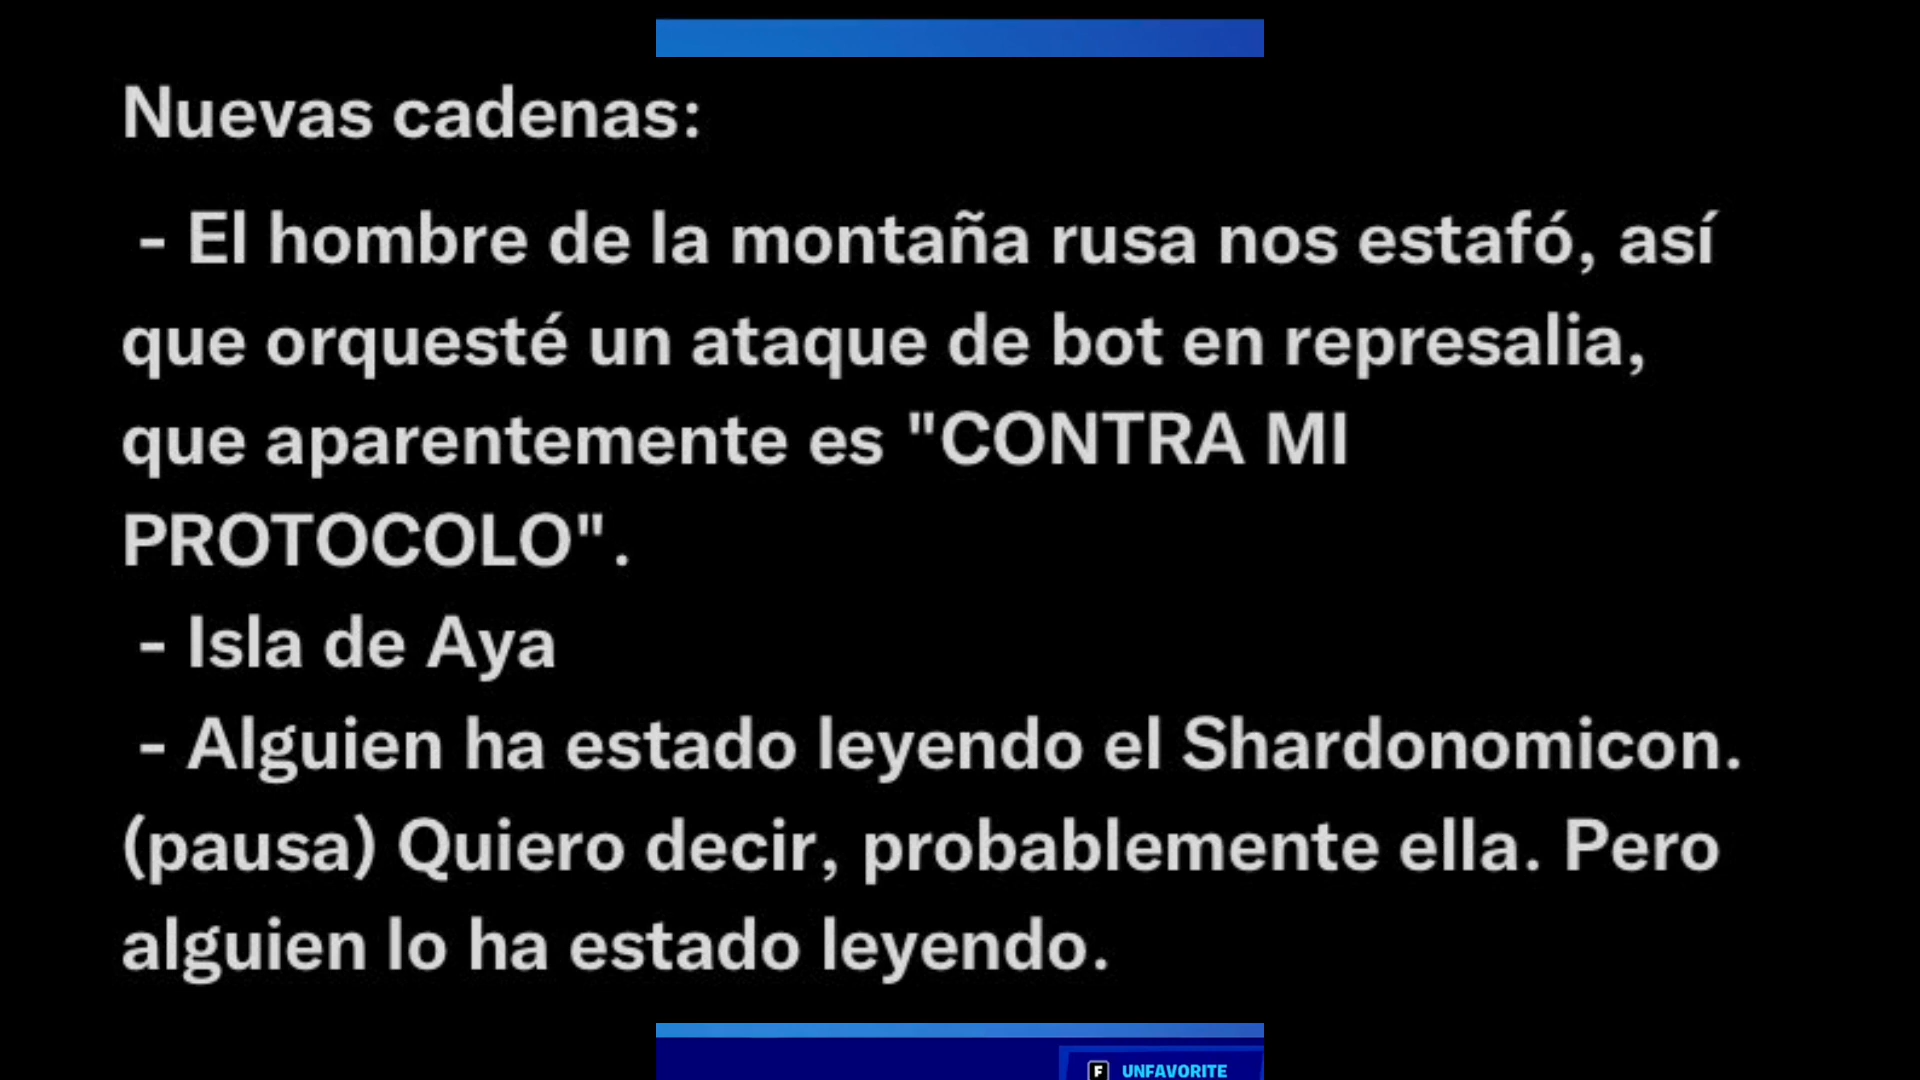 Nuevas cadenas:
- El hombre de la montaña rusa nos estafó, así
que orquesté un ataque de bot en represalia,
que aparentemente es "CONTRA MI
PROTOCOLO".
- Isla de Aya
- Alguien ha estado leyendo el Shardonomicon.
(pausa) Quiero decir, probablemente ella. Pero
alguien lo ha estado leyendo.
F UNFAVORITE